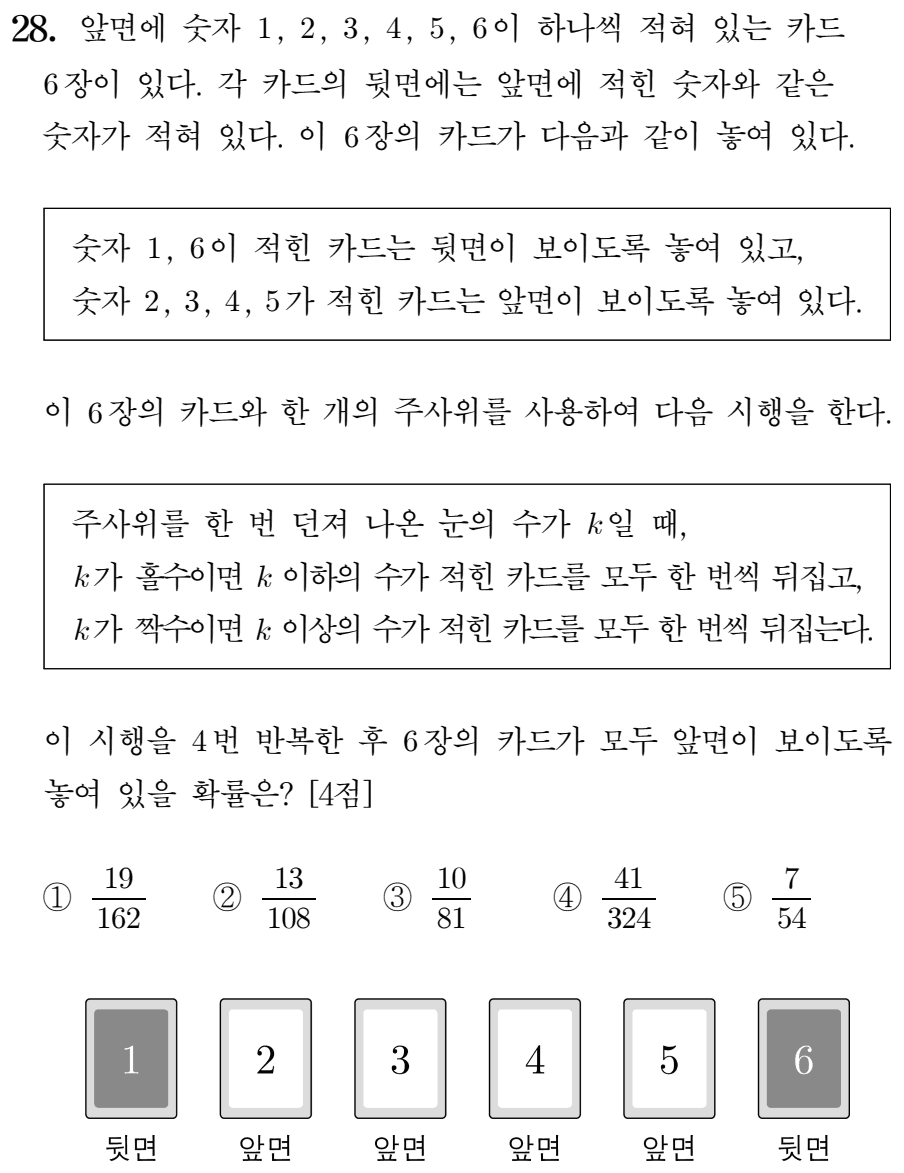 28. 앞면에 숫자 1, 2, 3, 4, 5, 6이 하나씩 적혀 있는 카드
6장이 있다. 각 카드의 뒷면에는 앞면에 적힌 숫자와 같은
숫자가 적혀 있다. 이 6장의 카드가 다음과 같이 놓여 있다.
숫자 1, 6이 적힌 카드는 뒷면이 보이도록 놓여 있고,
숫자 2, 3, 4, 5가 적힌 카드는 앞면이 보이도록 놓여 있다.
이 6장의 카드와 한 개의 주사위를 사용하여 다음 시행을 한다.
주사위를 한 번 던져 나온 눈의 수가 k일 때,
k가 홀수이면 k 이하의 수가 적힌 카드를 모두 한 번씩 뒤집고,
k가 짝수이면 k 이상의 수가 적힌 카드를 모두 한 번씩 뒤집는다.
이 시행을 4번 반복한 후 6장의 카드가 모두 앞면이 보이도록
놓여 있을 확률은? [4점]
① 19/162 ② 13/108 ③ 10/81 ④ 41/324 ⑤ 7/54
1 2 3 4 5 6
뒷면 앞면 앞면 앞면 앞면 뒷면